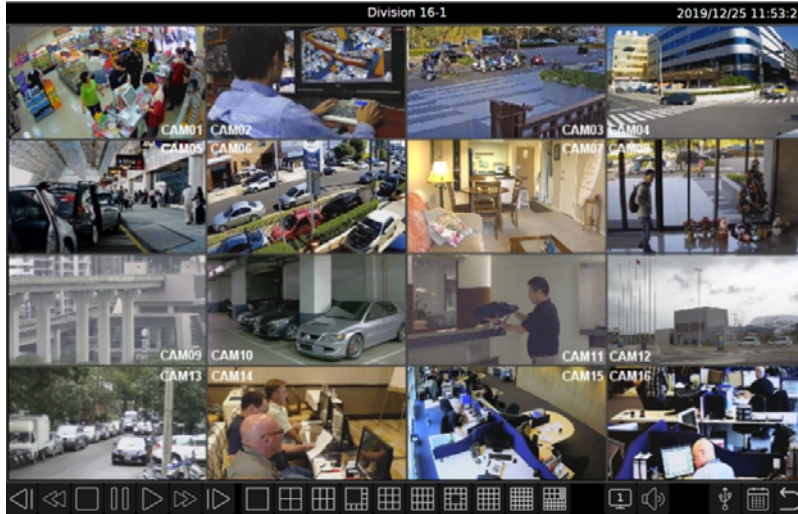 Division 16-1
2019/12/25 11:53:2
CAM01 CAM02 CAM03 CAM04
CAM05 CAM06 CAM07 CAM08
CAM09 CAM10 CAM11 CAM12
CAM13 CAM14 CAM15 CAM16
1